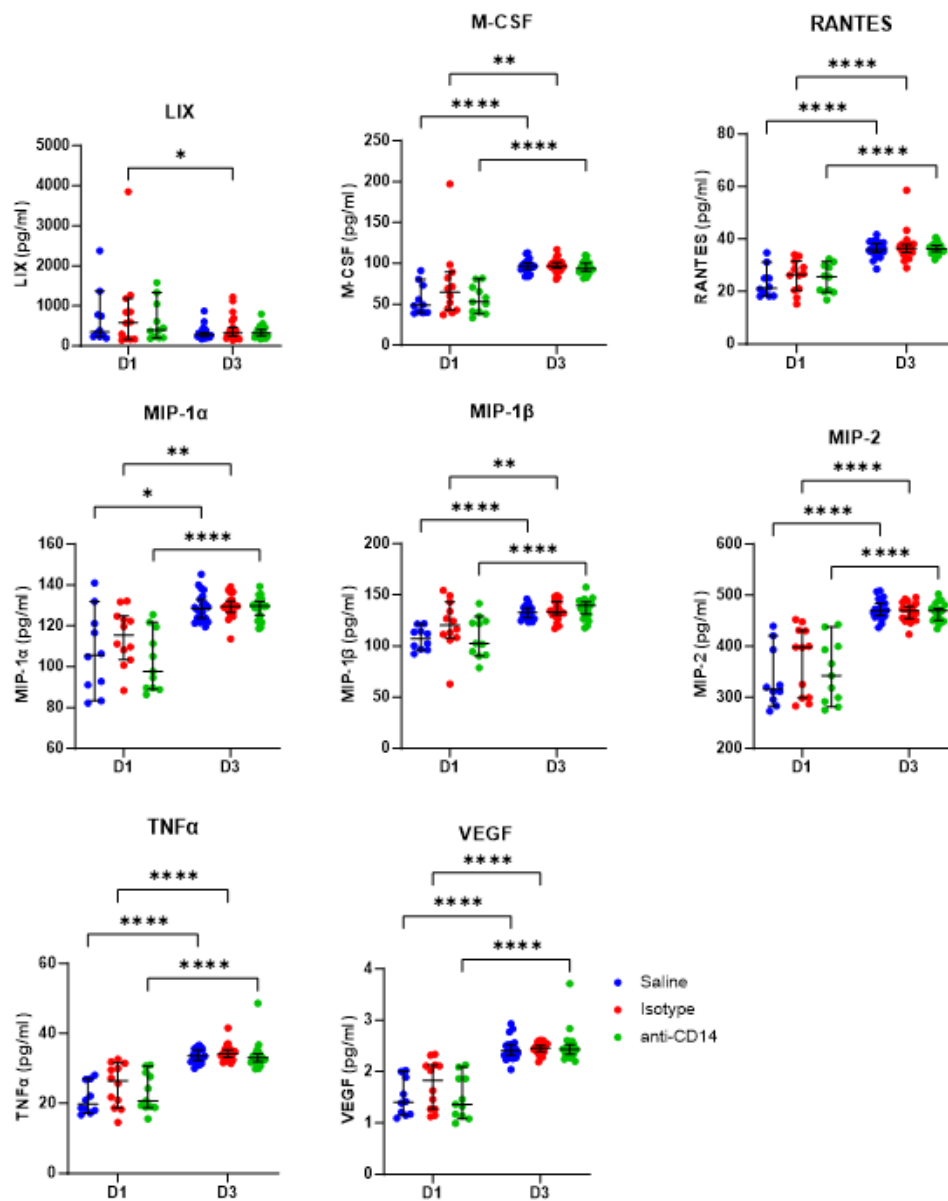 M-CSF
RANTES
LIX
**
****
****
****
****
****
*
LIX (pg/ml)
5000
4000
3000
2000
1000
0
D1
D3
M-CSF (pg/ml)
250
200
150
100
50
0
D1
D3
RANTES (pg/ml)
80
60
40
20
0
D1
D3
MIP-1α
MIP-1β
MIP-2
**
*
****
**
****
****
****
****
****
MIP-1α (pg/ml)
160
140
120
100
80
60
D1
D3
MIP-1β (pg/ml)
200
150
100
50
0
D1
D3
MIP-2 (pg/ml)
600
500
400
300
200
D1
D3
TNFα
VEGF
****
****
****
****
****
****
TNFα (pg/ml)
60
40
20
0
D1
D3
VEGF (pg/ml)
4
3
2
1
0
D1
D3
Saline
Isotype
anti-CD14